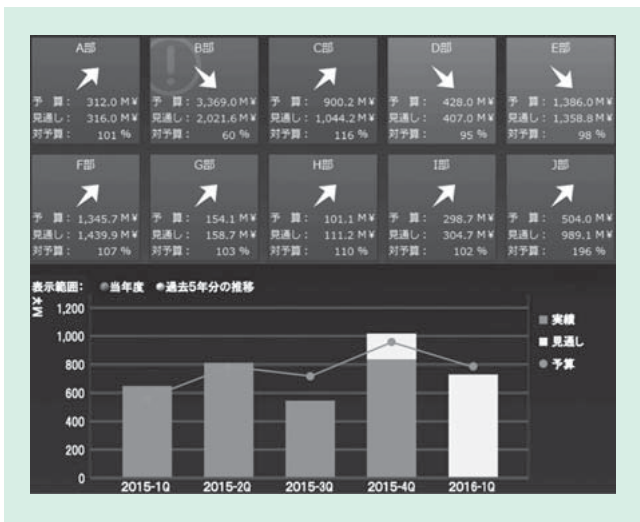 A部
予 算: 312.0 M¥
見通し: 316.0 M¥
対予算: 101 %
B部
予 算: 3,369.0 M¥
見通し: 2,021.6 M¥
対予算: 60 %
C部
予 算: 900.2 M¥
見通し: 1,044.2 M¥
対予算: 116 %
D部
予 算: 428.0 M¥
見通し: 407.0 M¥
対予算: 95 %
E部
予 算: 1,386.0 M¥
見通し: 1,358.8 M¥
対予算: 98 %
F部
予 算: 1,345.7 M¥
見通し: 1,439.9 M¥
対予算: 107 %
G部
予 算: 154.1 M¥
見通し: 158.7 M¥
対予算: 103 %
H部
予 算: 101.1 M¥
見通し: 111.2 M¥
対予算: 110 %
I部
予 算: 298.7 M¥
見通し: 304.7 M¥
対予算: 102 %
J部
予 算: 504.0 M¥
見通し: 989.1 M¥
対予算: 196 %
表示範囲: 当年度 過去5年分の推移
M¥
1,200
1,000
800
600
400
200
0
2015-1Q 2015-2Q 2015-3Q 2015-4Q 2016-1Q
実績
見通し
予算